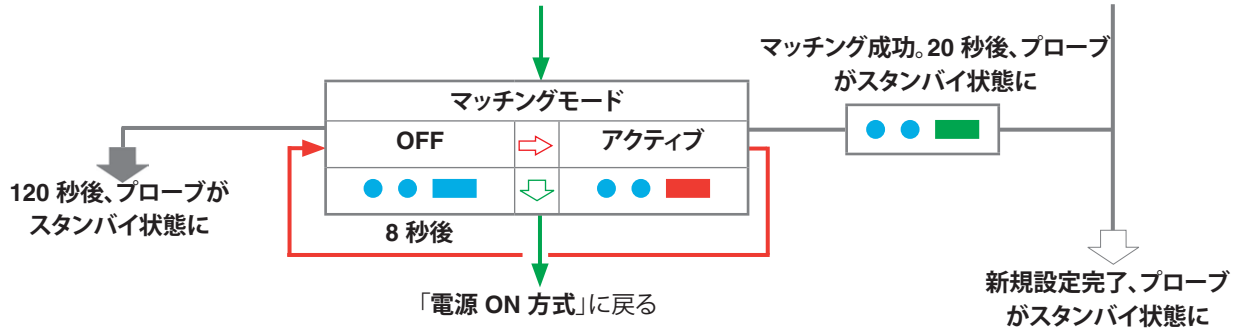 マッチング成功。20 秒後、プローブ
がスタンバイ状態に
マッチングモード
OFF
アクティブ
120 秒後、プローブが
スタンバイ状態に
8 秒後
「電源 ON 方式」に戻る
新規設定完了、プローブ
がスタンバイ状態に